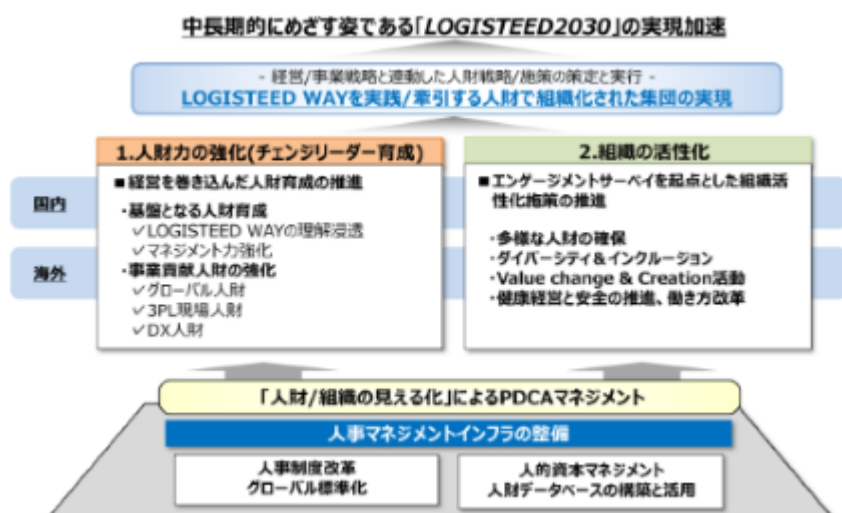 中長期的にめざす姿である「LOGISTEED2030」の実現加速
- 経営/事業戦略と連動した人財戦略/施策の策定と実行 -
LOGISTEED WAYを実践/牽引する人財で組織化された集団の実現
国内
海外
1.人財力の強化(チェンジリーダー育成)
■経営を巻き込んだ人財育成の推進
・基盤となる人財育成
✓LOGISTEED WAYの理解浸透
✓マネジメント力強化
・事業貢献人財の強化
✓グローバル人財
✓3PL現場人財
✓DX人財
2.組織の活性化
■エンゲージメントサーベイを起点とした組織活
性化施策の推進
・多様な人財の確保
・ダイバーシティ&インクルージョン
・Value change & Creation活動
・健康経営と安全の推進、働き方改革
「人財/組織の見える化」によるPDCAマネジメント
人事マネジメントインフラの整備
人事制度改革
グローバル標準化
人的資本マネジメント
人財データベースの構築と活用